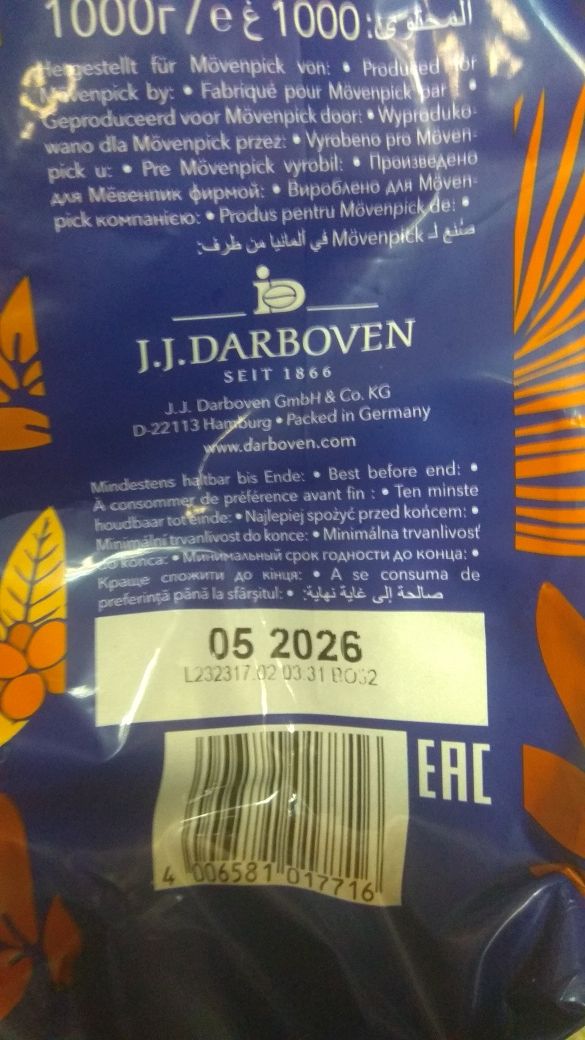 1000г/e غ 1000 :المحتوى
Hergestellt für Mövenpick von: • Produced for
Mövenpick by: • Fabriqué pour Mövenpick par •
Geproduceerd voor Mövenpick door: • Wyproduko-
wano dla Mövenpick przez: • Vyrobeno pro Möven-
pick u: • Pre Mövenpick vyrobil: • Произведено
для Мёвенпик фирмой: • Вироблено для Möven-
pick компанією: • Produs pentru Mövenpick de: •
صنع لـ Mövenpick في ألمانيا من طرف:
J.J.DARBOVEN
SEIT 1866
J.J. Darboven GmbH & Co. KG
D-22113 Hamburg • Packed in Germany
www.darboven.com
Mindestens haltbar bis Ende: • Best before end: •
À consommer de préférence avant fin : • Ten minste
houdbaar tot einde: • Najlepiej spożyć przed końcem: •
Minimální trvanlivost do konce: • Minimálna trvanlivosť
do konca: • Минимальный срок годности до конца: •
Краще спожити до кінця: • A se consuma de
preferinţă până la sfârşitul: • صالحة إلى غاية نهاية:
05 2026
L232317.02 03:31
EAC
4 006581 017716